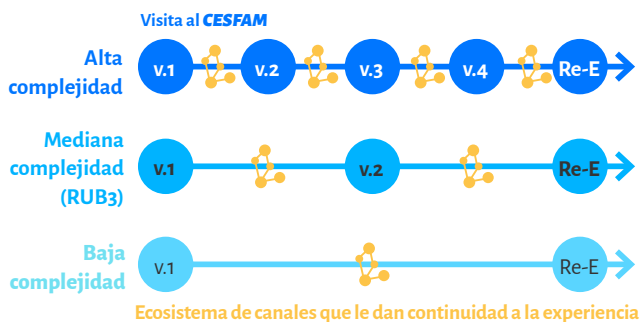 Visita al CESFAM
Alta
complejidad
v.1
v.2
v.3
v.4
Re-E
Mediana
complejidad
(RUB3)
v.1
v.2
Re-E
Baja
complejidad
v.1
Re-E
Ecosistema de canales que le dan continuidad a la experiencia